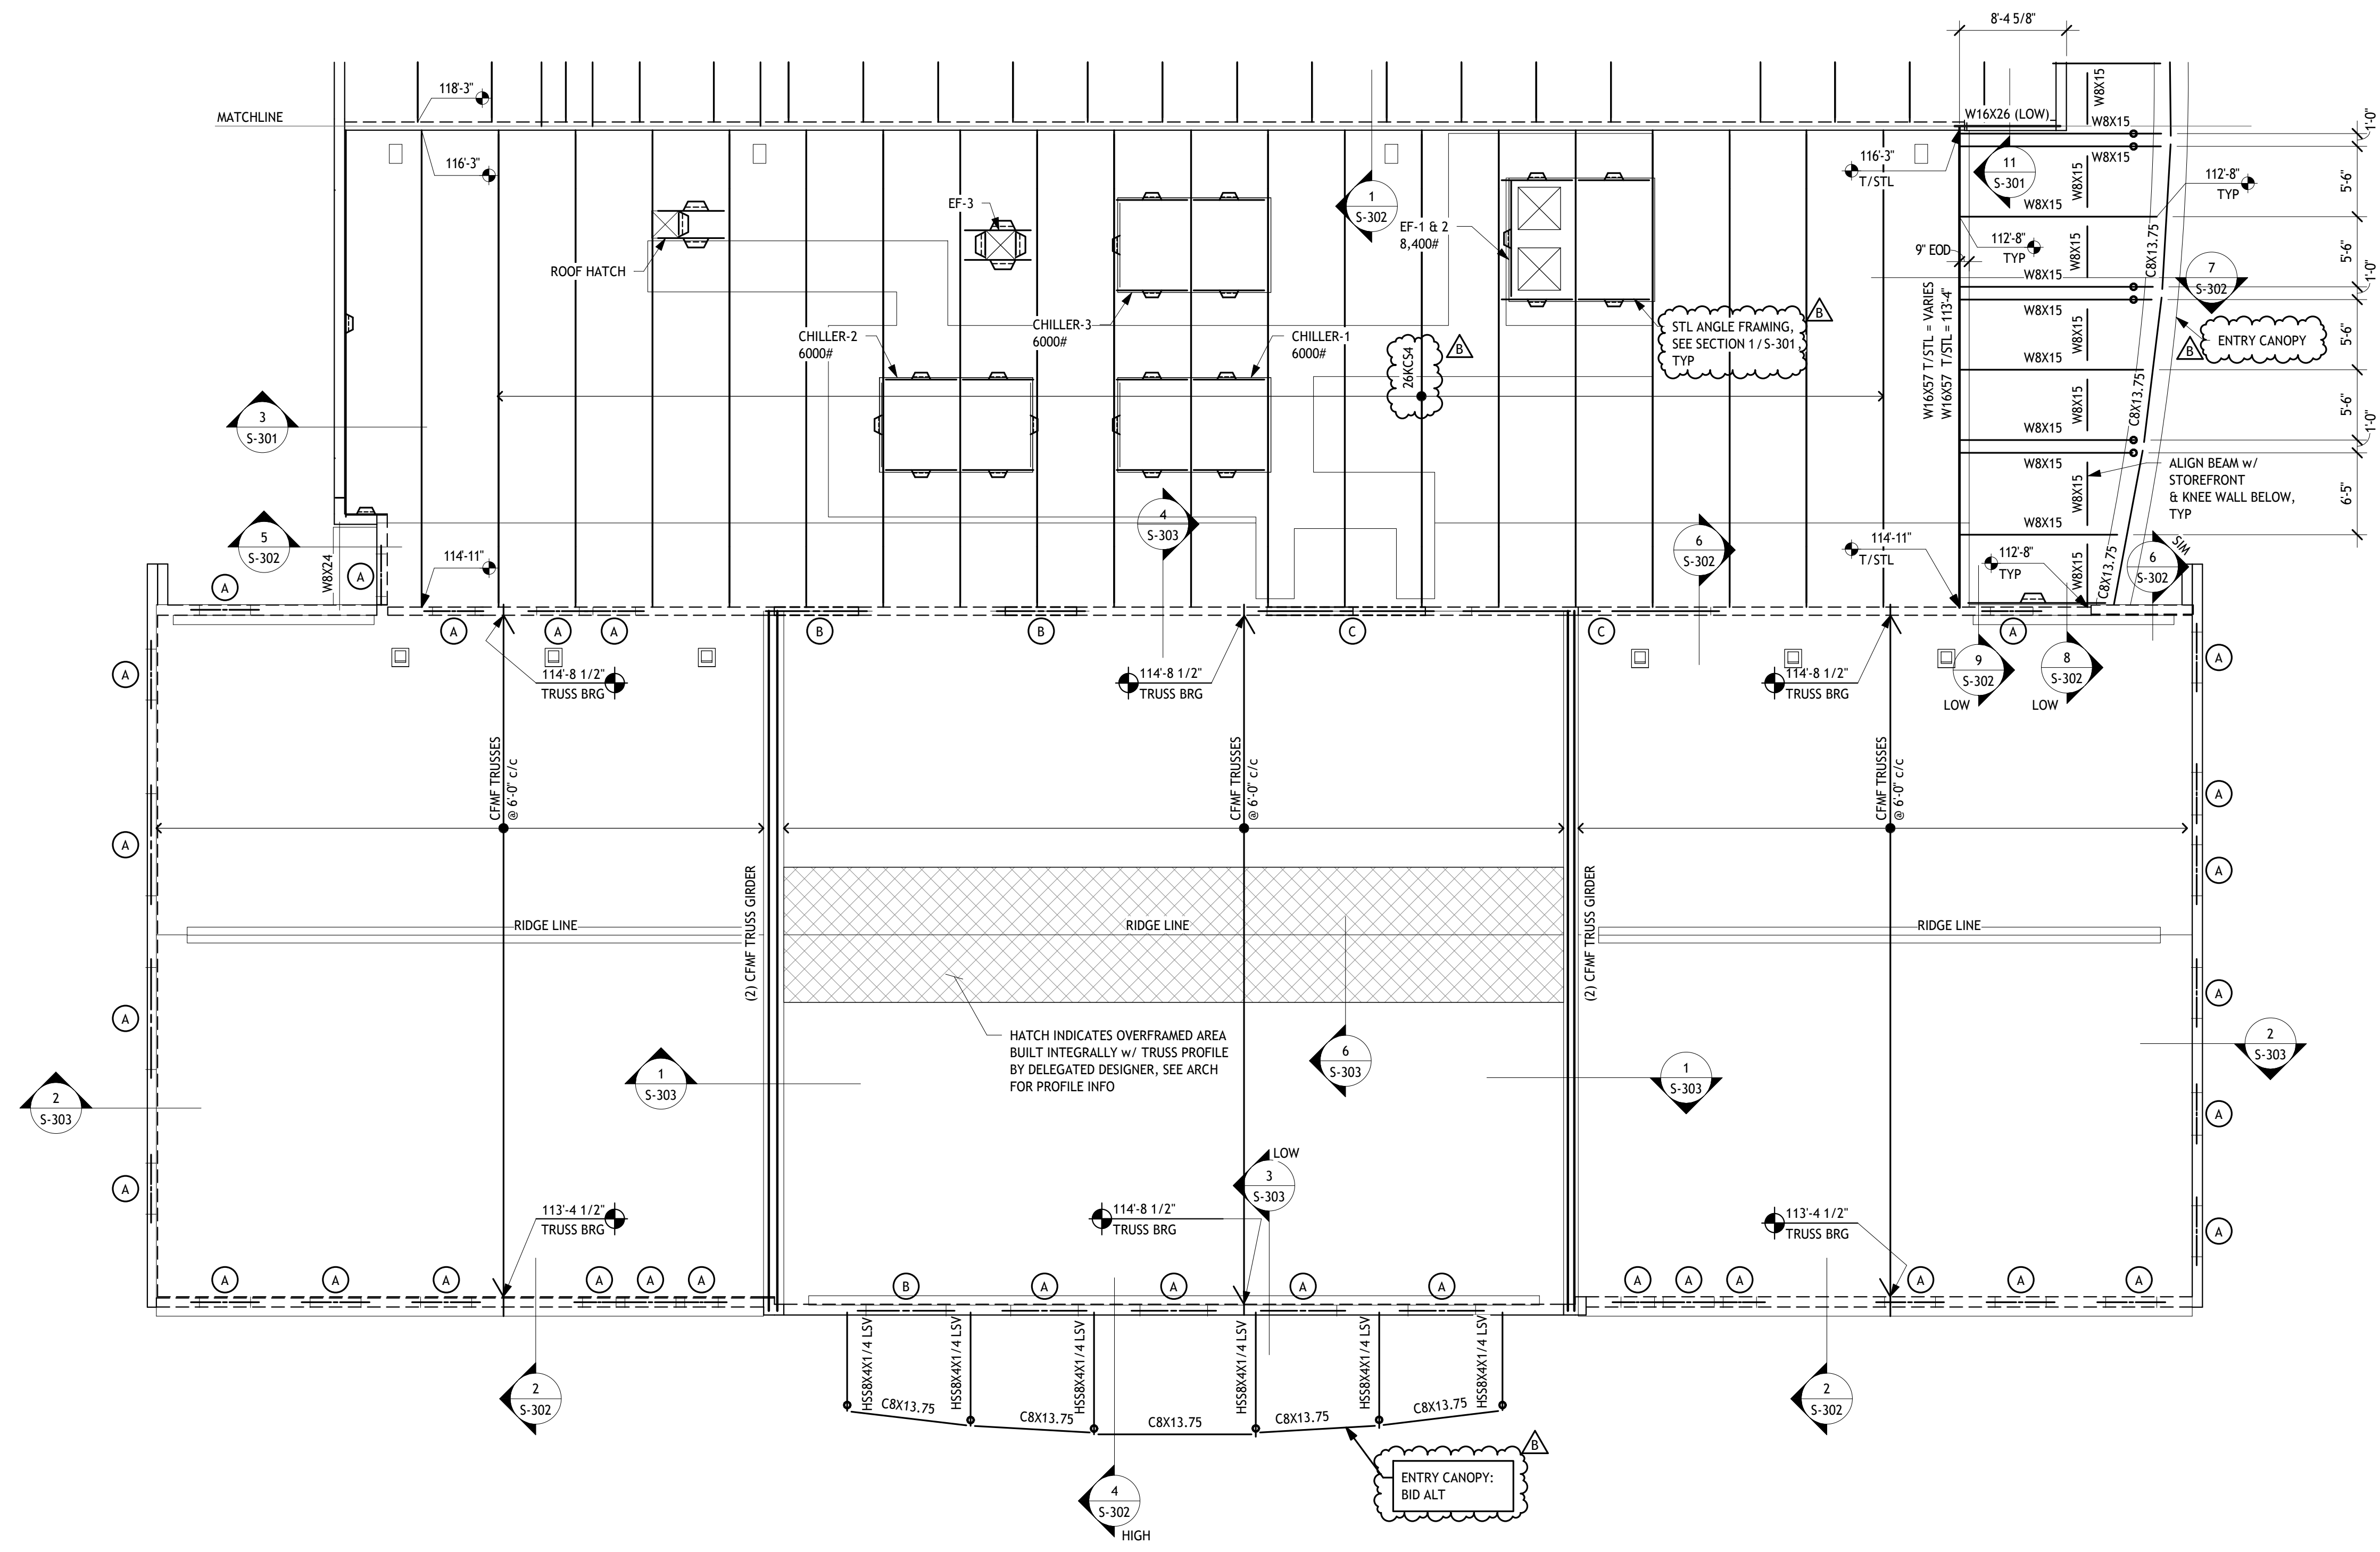 8'-4 5/8"
118'-3"
MATCHLINE
W16X26 (LOW)
W8X15
W8X15
1'-0"
116'-3"
116'-3"
T/STL
11
S-301
W8X15
W8X15
112'-8"
TYP
5'-6"
EF-3
1
S-302
EF-1 & 2
8,400#
W8X15
ROOF HATCH
9" EOD
112'-8"
TYP
W8X15
C8X13.75
5'-6"
W8X15
7
S-302
1'-0"
CHILLER-2
6000#
CHILLER-3
6000#
CHILLER-1
6000#
26KCS4
B
STL ANGLE FRAMING,
SEE SECTION 1/S-301,
TYP
B
W16X57 T/STL = VARIES
W16X57 T/STL = 113'-4"
W8X15
W8X15
ENTRY CANOPY
B
5'-6"
3
S-301
W8X15
C8X13.75
5'-6"
W8X15
1'-0"
W8X15
W8X15
ALIGN BEAM w/
STOREFRONT
& KNEE WALL BELOW,
TYP
6'-5"
5
S-302
4
S-303
6
S-302
W8X15
114'-11"
114'-11"
T/STL
112'-8"
TYP
W8X15
C8X13.75
6
S-302
SIM
W8X24
A
A
A
A
A
B
B
C
C
A
A
A
114'-8 1/2"
TRUSS BRG
114'-8 1/2"
TRUSS BRG
114'-8 1/2"
TRUSS BRG
9
S-302
LOW
8
S-302
LOW
CFMF TRUSSES
@ 6'-0" c/c
CFMF TRUSSES
@ 6'-0" c/c
CFMF TRUSSES
@ 6'-0" c/c
A
A
A
(2) CFMF TRUSS GIRDER
(2) CFMF TRUSS GIRDER
RIDGE LINE
RIDGE LINE
RIDGE LINE
A
A
HATCH INDICATES OVERFRAMED AREA
BUILT INTEGRALLY w/ TRUSS PROFILE
BY DELEGATED DESIGNER, SEE ARCH
FOR PROFILE INFO
6
S-303
2
S-303
1
S-303
1
S-303
2
S-303
A
A
A
LOW
3
S-303
113'-4 1/2"
TRUSS BRG
114'-8 1/2"
TRUSS BRG
113'-4 1/2"
TRUSS BRG
A
A
A
A
A
A
B
A
A
A
A
A
A
A
A
A
A
HSS8X4X1/4 LSV
HSS8X4X1/4 LSV
HSS8X4X1/4 LSV
HSS8X4X1/4 LSV
HSS8X4X1/4 LSV
HSS8X4X1/4 LSV
C8X13.75
C8X13.75
C8X13.75
C8X13.75
C8X13.75
2
S-302
2
S-302
ENTRY CANOPY:
BID ALT
B
4
S-302
HIGH